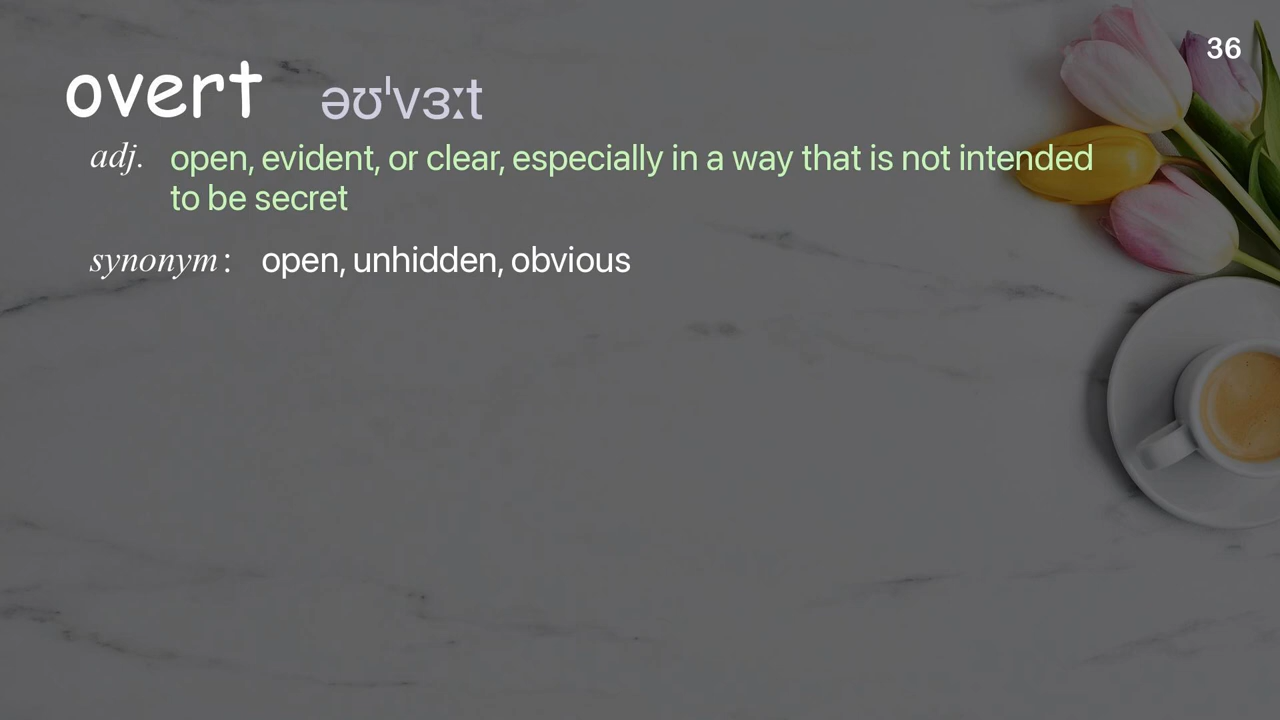 36
overt əʊˈvɜːt
adj. open, evident, or clear, especially in a way that is not intended
to be secret
synonym : open, unhidden, obvious